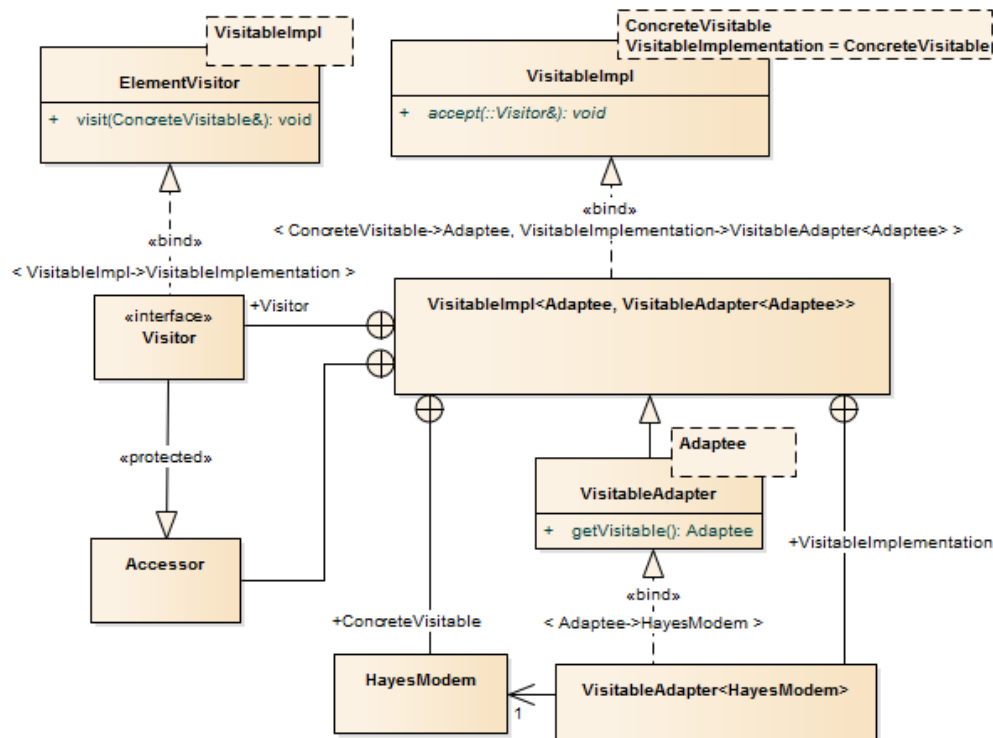 VisitableImpl
ElementVisitor
+ visit(ConcreteVisitable&): void
ConcreteVisitable
VisitableImplementation = ConcreteVisitable
VisitableImpl
+ accept(::Visitor&): void
«bind»
< VisitableImpl->VisitableImplementation >
«bind»
< ConcreteVisitable->Adaptee, VisitableImplementation->VisitableAdapter<Adaptee> >
«interface»
Visitor
+Visitor
VisitableImpl<Adaptee, VisitableAdapter<Adaptee>>
«protected»
Adaptee
VisitableAdapter
+ getVisitable(): Adaptee
+VisitableImplementation
Accessor
«bind»
< Adaptee->HayesModem >
+ConcreteVisitable
HayesModem
1
VisitableAdapter<HayesModem>